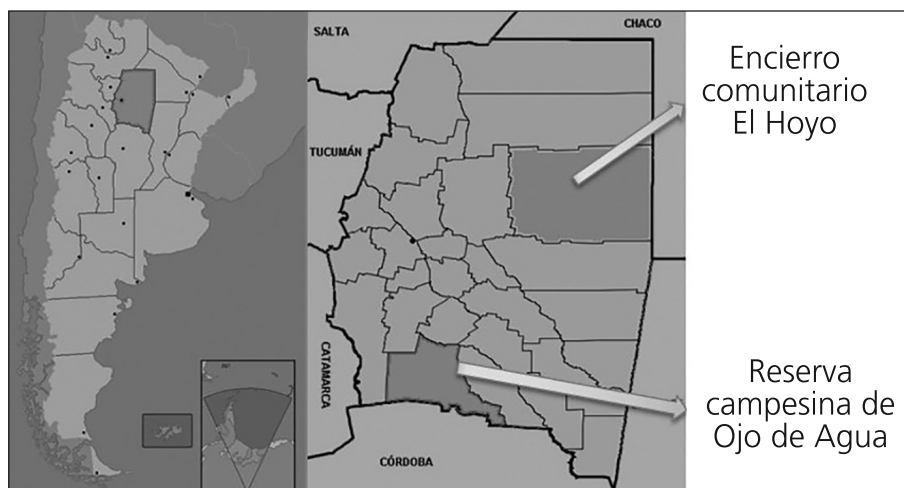 SALTA
CHACO
TUCUMÁN
CATAMARCA
CÓRDOBA
Encierro
comunitario
El Hoyo
Reserva
campesina de
Ojo de Agua